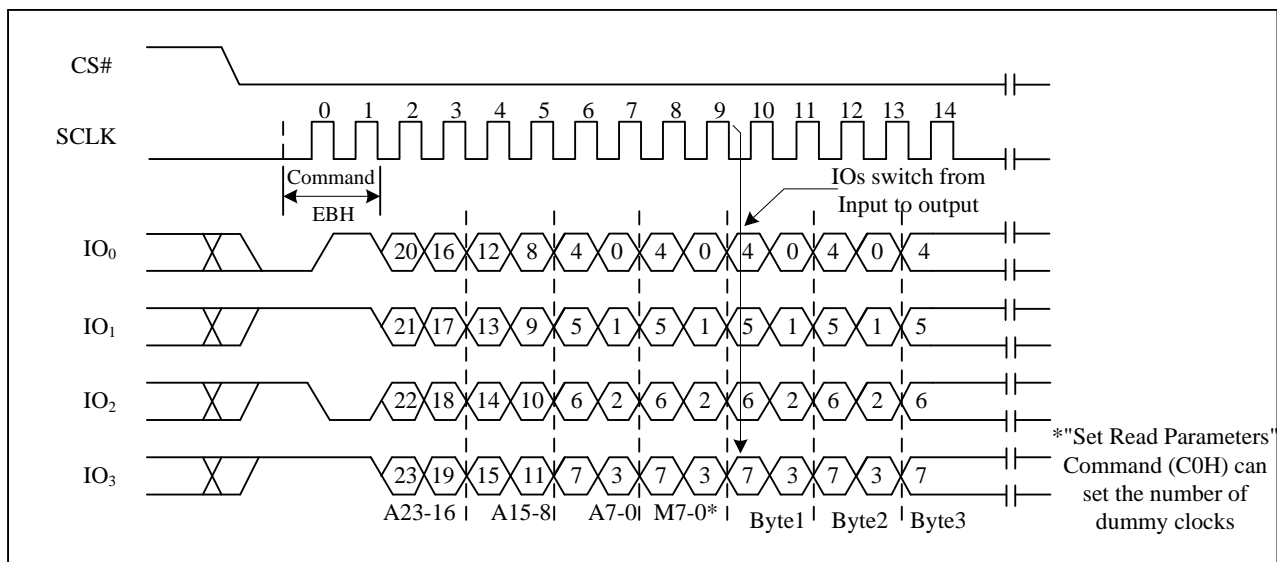 CS#
0 1 2 3 4 5 6 7 8 9 10 11 12 13 14
SCLK
Command
EBH
IOs switch from
Input to output
IO0 20 16 12 8 4 0 4 0 4 0 4 0 4
IO1 21 17 13 9 5 1 5 1 5 1 5 1 5
IO2 22 18 14 10 6 2 6 2 6 2 6 2 6
IO3 23 19 15 11 7 3 7 3 7 3 7 3 7
A23-16 A15-8 A7-0 M7-0* Byte1 Byte2 Byte3
*"Set Read Parameters"
Command (C0H) can
set the number of
dummy clocks